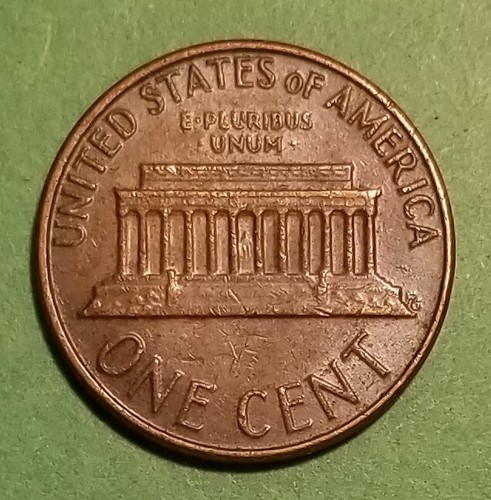 UNITED STATES OF AMERICA
E·PLURIBUS
·UNUM·
ONE CENT